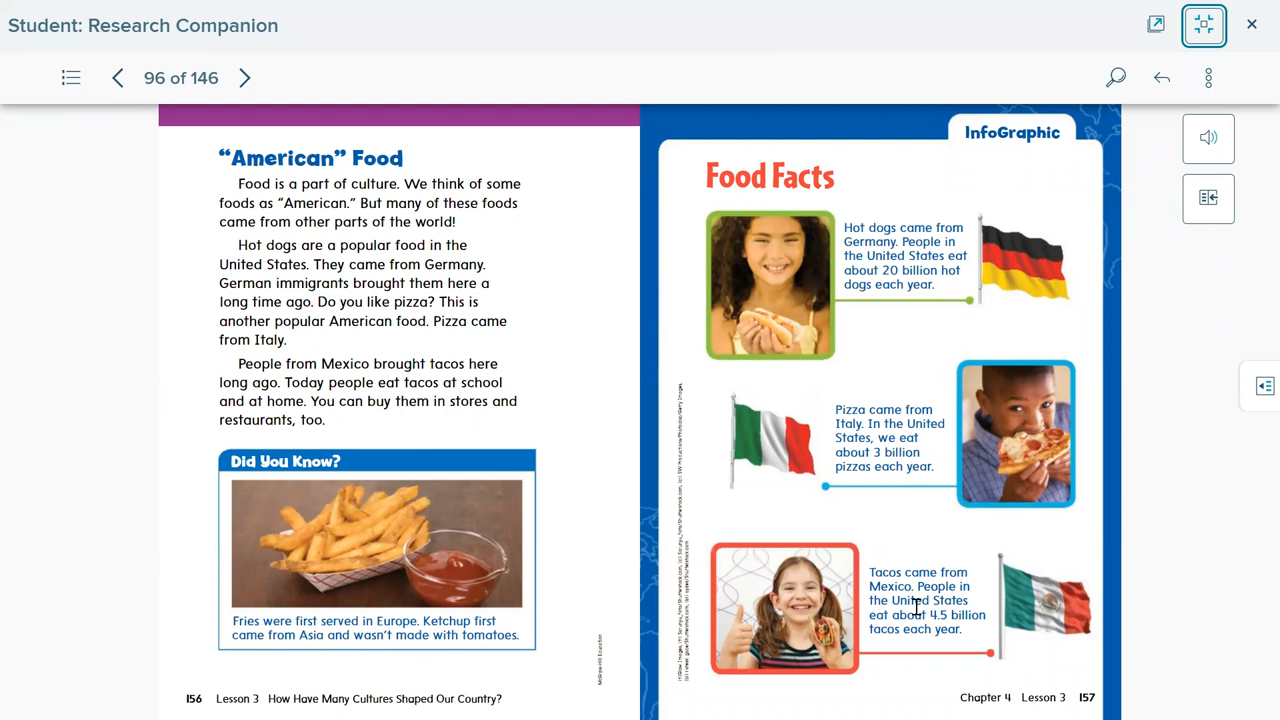 Student: Research Companion
96 of 146
"American" Food
Food is a part of culture. We think of some
foods as "American." But many of these foods
came from other parts of the world!
Hot dogs are a popular food in the
United States. They came from Germany.
German immigrants brought them here a
long time ago. Do you like pizza? This is
another popular American food. Pizza came
from Italy.
People from Mexico brought tacos here
long ago. Today people eat tacos at school
and at home. You can buy them in stores and
restaurants, too.
Did You Know?
Fries were first served in Europe. Ketchup first
came from Asia and wasn't made with tomatoes.
McGraw-Hill Education
156 Lesson 3 How Have Many Cultures Shaped Our Country?
InfoGraphic
Food Facts
Hot dogs came from
Germany. People in
the United States eat
about 20 billion hot
dogs each year.
Pizza came from
Italy. In the United
States, we eat
about 3 billion
pizzas each year.
Tacos came from
Mexico. People in
the United States
eat about 4.5 billion
tacos each year.
Chapter 4 Lesson 3 157